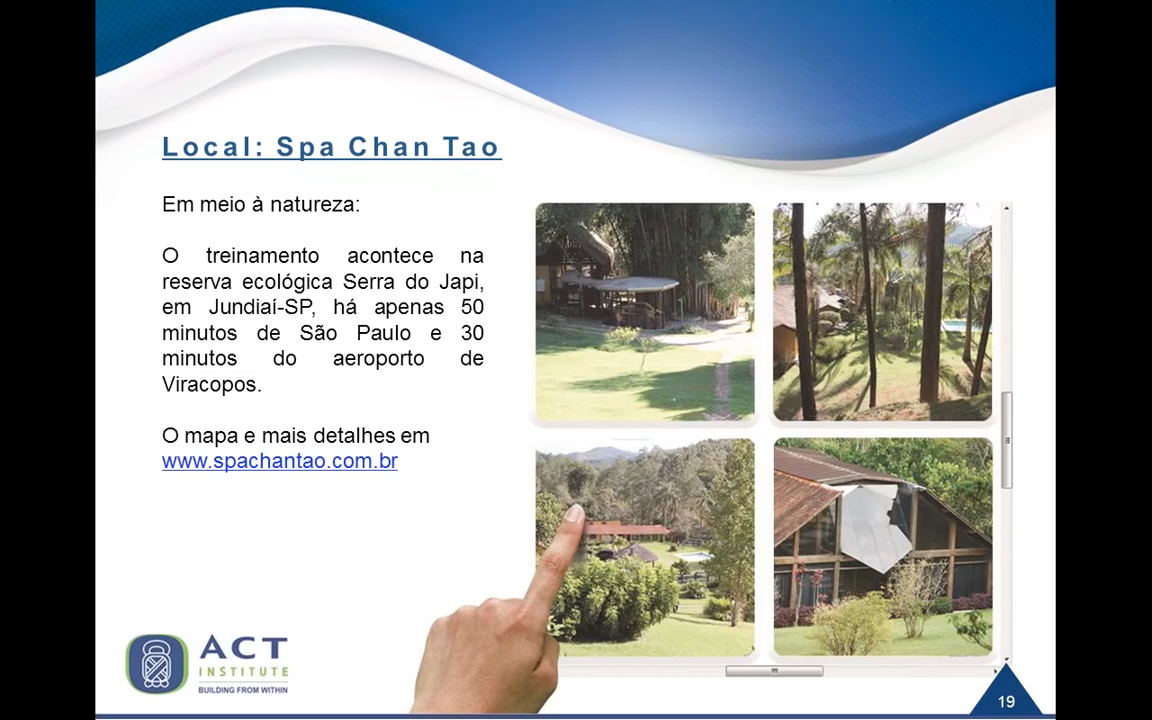 Local: Spa Chan Tao
Em meio à natureza:
O treinamento acontece na
reserva ecológica Serra do Japi,
em Jundiaí-SP, há apenas 50
minutos de São Paulo e 30
minutos do aeroporto de
Viracopos.
O mapa e mais detalhes em
www.spachantao.com.br
ACT
INSTITUTE
BUILDING FROM WITHIN
19